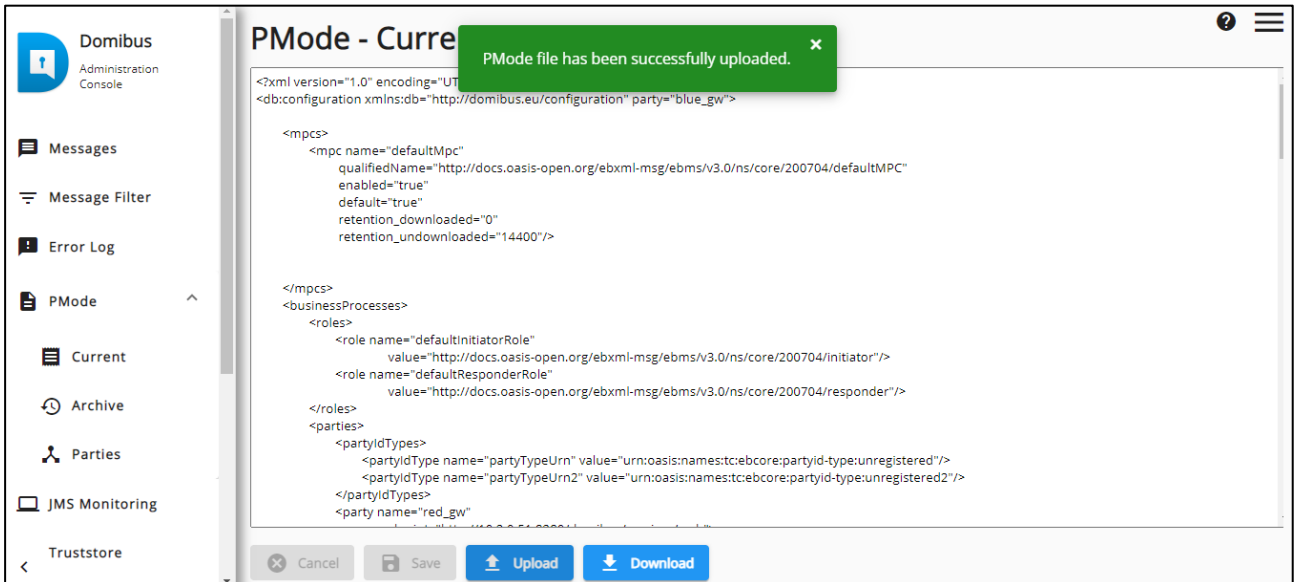 Domibus
Administration
Console
Messages
Message Filter
Error Log
PMode
Current
Archive
Parties
JMS Monitoring
Truststore
PMode - Curre
PMode file has been successfully uploaded.
<?xml version="1.0" encoding="UT
<db:configuration xmlns:db="http://domibus.eu/configuration" party="blue_gw">
<mpcs>
<mpc name="defaultMpc"
qualifiedName="http://docs.oasis-open.org/ebxml-msg/ebms/v3.0/ns/core/200704/defaultMPC"
enabled="true"
default="true"
retention_downloaded="0"
retention_undownloaded="14400"/>
</mpcs>
<businessProcesses>
<roles>
<role name="defaultInitiatorRole"
value="http://docs.oasis-open.org/ebxml-msg/ebms/v3.0/ns/core/200704/initiator"/>
<role name="defaultResponderRole"
value="http://docs.oasis-open.org/ebxml-msg/ebms/v3.0/ns/core/200704/responder"/>
</roles>
<parties>
<partyIdTypes>
<partyIdType name="partyTypeUrn" value="urn:oasis:names:tc:ebcore:partyid-type:unregistered"/>
<partyIdType name="partyTypeUrn2" value="urn:oasis:names:tc:ebcore:partyid-type:unregistered2"/>
</partyIdTypes>
<party name="red_gw"
Cancel
Save
Upload
Download